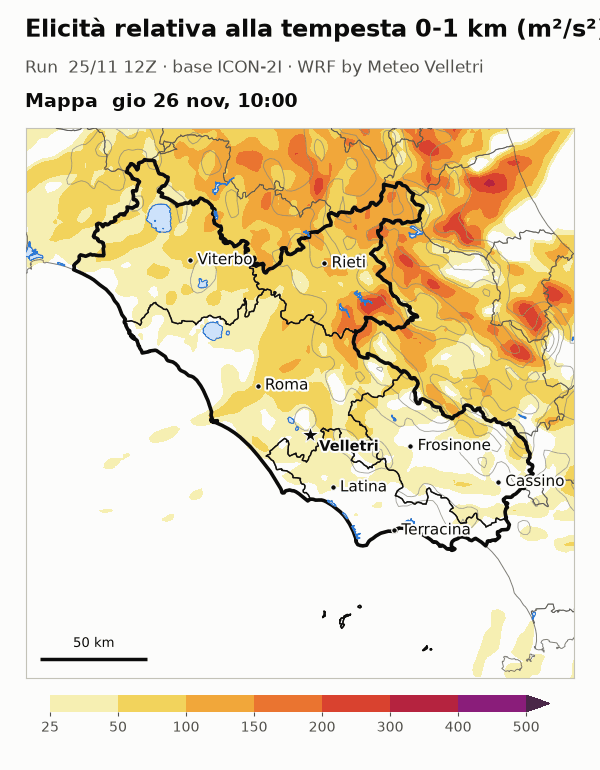 Elicità relativa alla tempesta 0-1 km (m²/s²)
Run 25/11 12Z · base ICON-2I · WRF by Meteo Velletri
Mappa gio 26 nov, 10:00
Viterbo
Rieti
Roma
Velletri
Frosinone
Latina
Cassino
Terracina
50 km
25 50 100 150 200 300 400 500